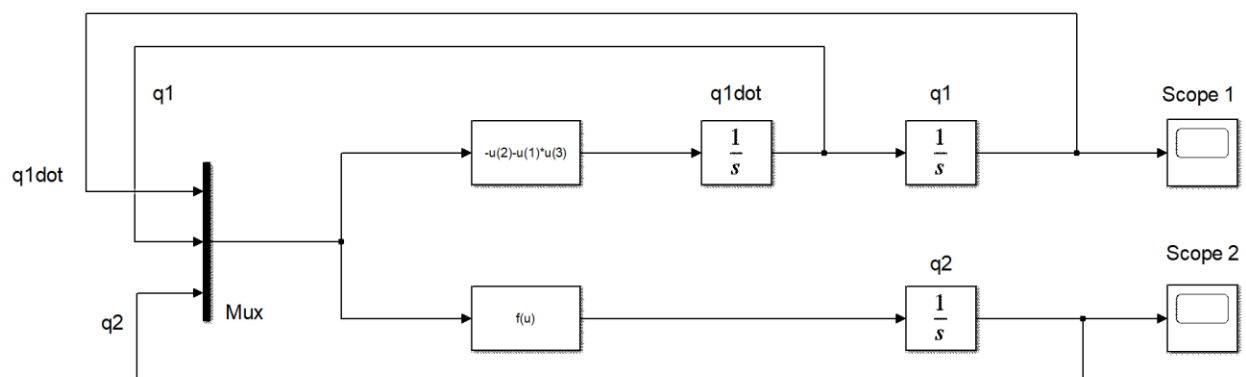 q1
q1dot
q1
Scope 1
-u(2)-u(1)*u(3)
1
s
1
s
q1dot
q2
Scope 2
q2
Mux
f(u)
1
s